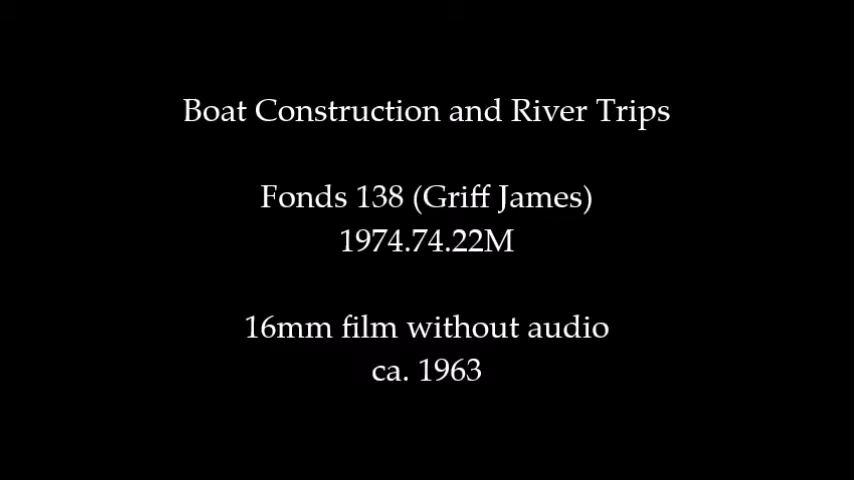 Boat Construction and River Trips
Fonds 138 (Griff James)
1974.74.22M
16mm film without audio
ca. 1963